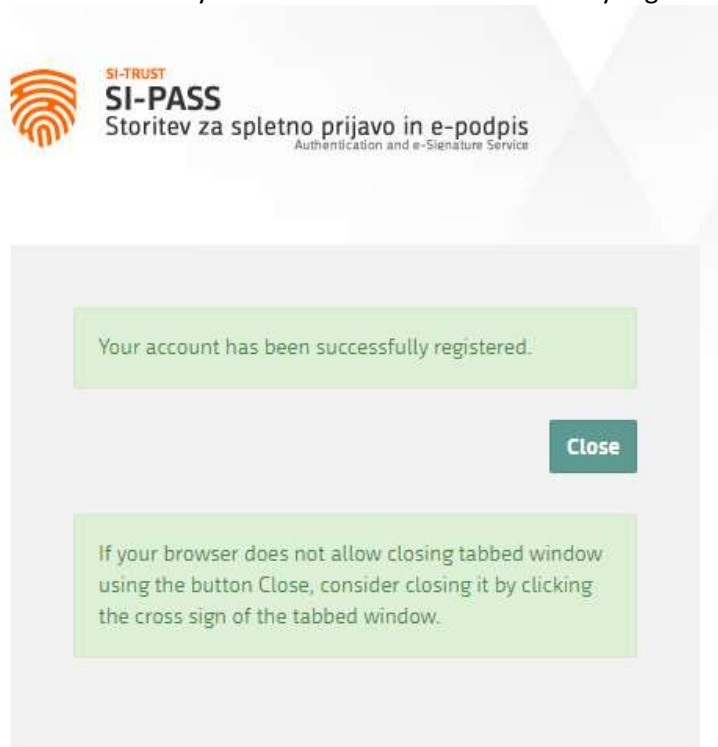 SI-TRUST
SI-PASS
Storitev za spletno prijavo in e-podpis
Authentication and e-Signature Service
Your account has been successfully registered.
Close
If your browser does not allow closing tabbed window
using the button Close, consider closing it by clicking
the cross sign of the tabbed window.